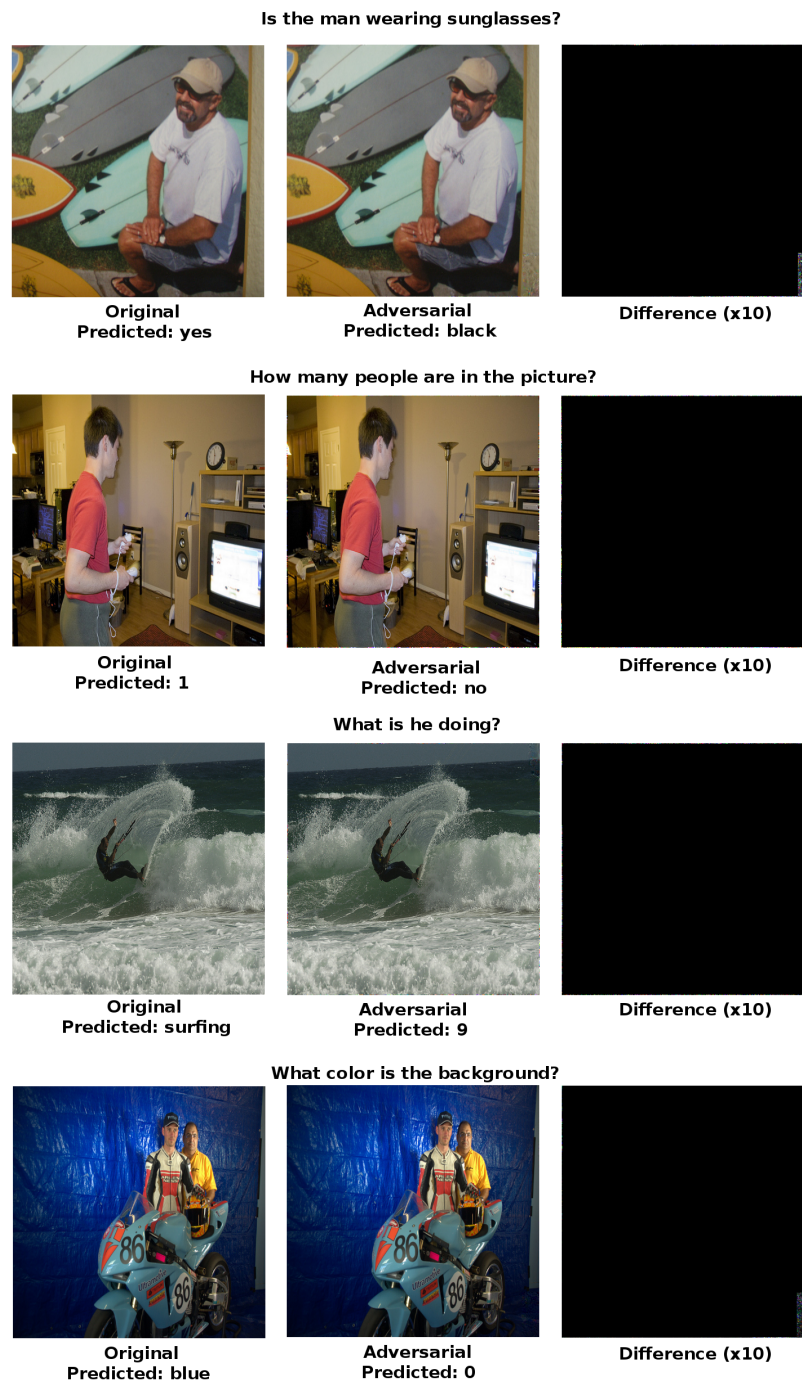 Is the man wearing sunglasses?
Original
Predicted: yes
Adversarial
Predicted: black
Difference (x10)
How many people are in the picture?
Original
Predicted: 1
Adversarial
Predicted: no
Difference (x10)
What is he doing?
Original
Predicted: surfing
Adversarial
Predicted: 9
Difference (x10)
What color is the background?
86
86
86
86
Original
Predicted: blue
Adversarial
Predicted: 0
Difference (x10)